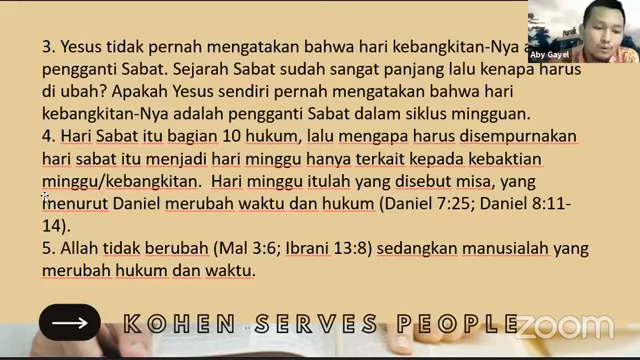 3. Yesus tidak pernah mengatakan bahwa hari kebangkitan-Nya a
pengganti Sabat. Sejarah Sabat sudah sangat panjang lalu kenapa harus
di ubah? Apakah Yesus sendiri pernah mengatakan bahwa hari
kebangkitan-Nya adalah pengganti Sabat dalam siklus mingguan.
4. Hari Sabat itu bagian 10 hukum, lalu mengapa harus disempurnakan
hari sabat itu menjadi hari minggu hanya terkait kepada kebaktian
minggu/kebangkitan.  Hari minggu itulah yang disebut misa, yang
menurut Daniel merubah waktu dan hukum (Daniel 7:25; Daniel 8:11-
14).
5. Allah tidak berubah (Mal 3:6; Ibrani 13:8) sedangkan manusialah yang
merubah hukum dan waktu.
KOHEN SERVES PEOPLE
zoom
Aby Gayel